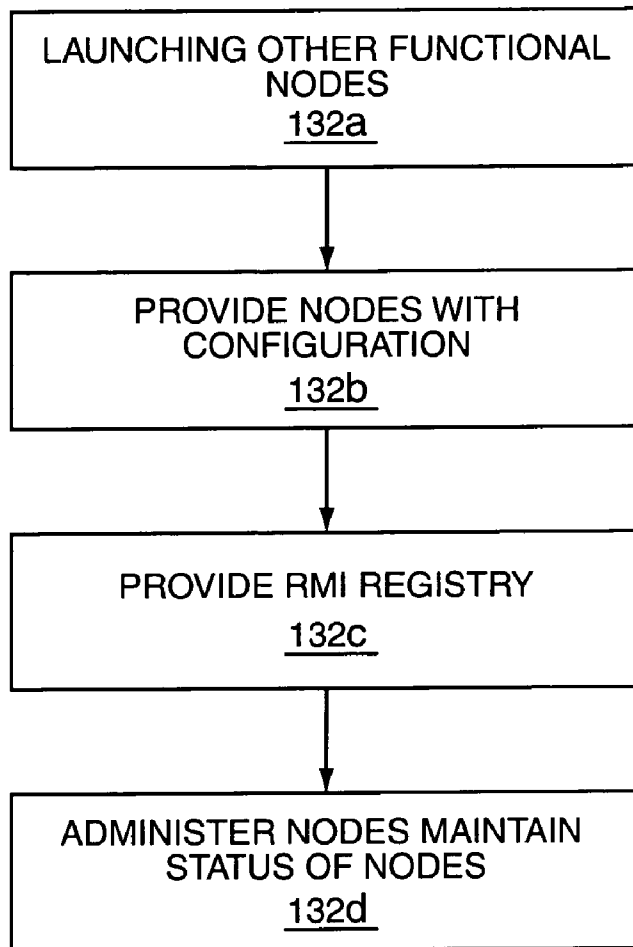 LAUNCHING OTHER FUNCTIONAL
NODES
132a
PROVIDE NODES WITH
CONFIGURATION
132b
PROVIDE RMI REGISTRY
132c
ADMINISTER NODES MAINTAIN
STATUS OF NODES
132d